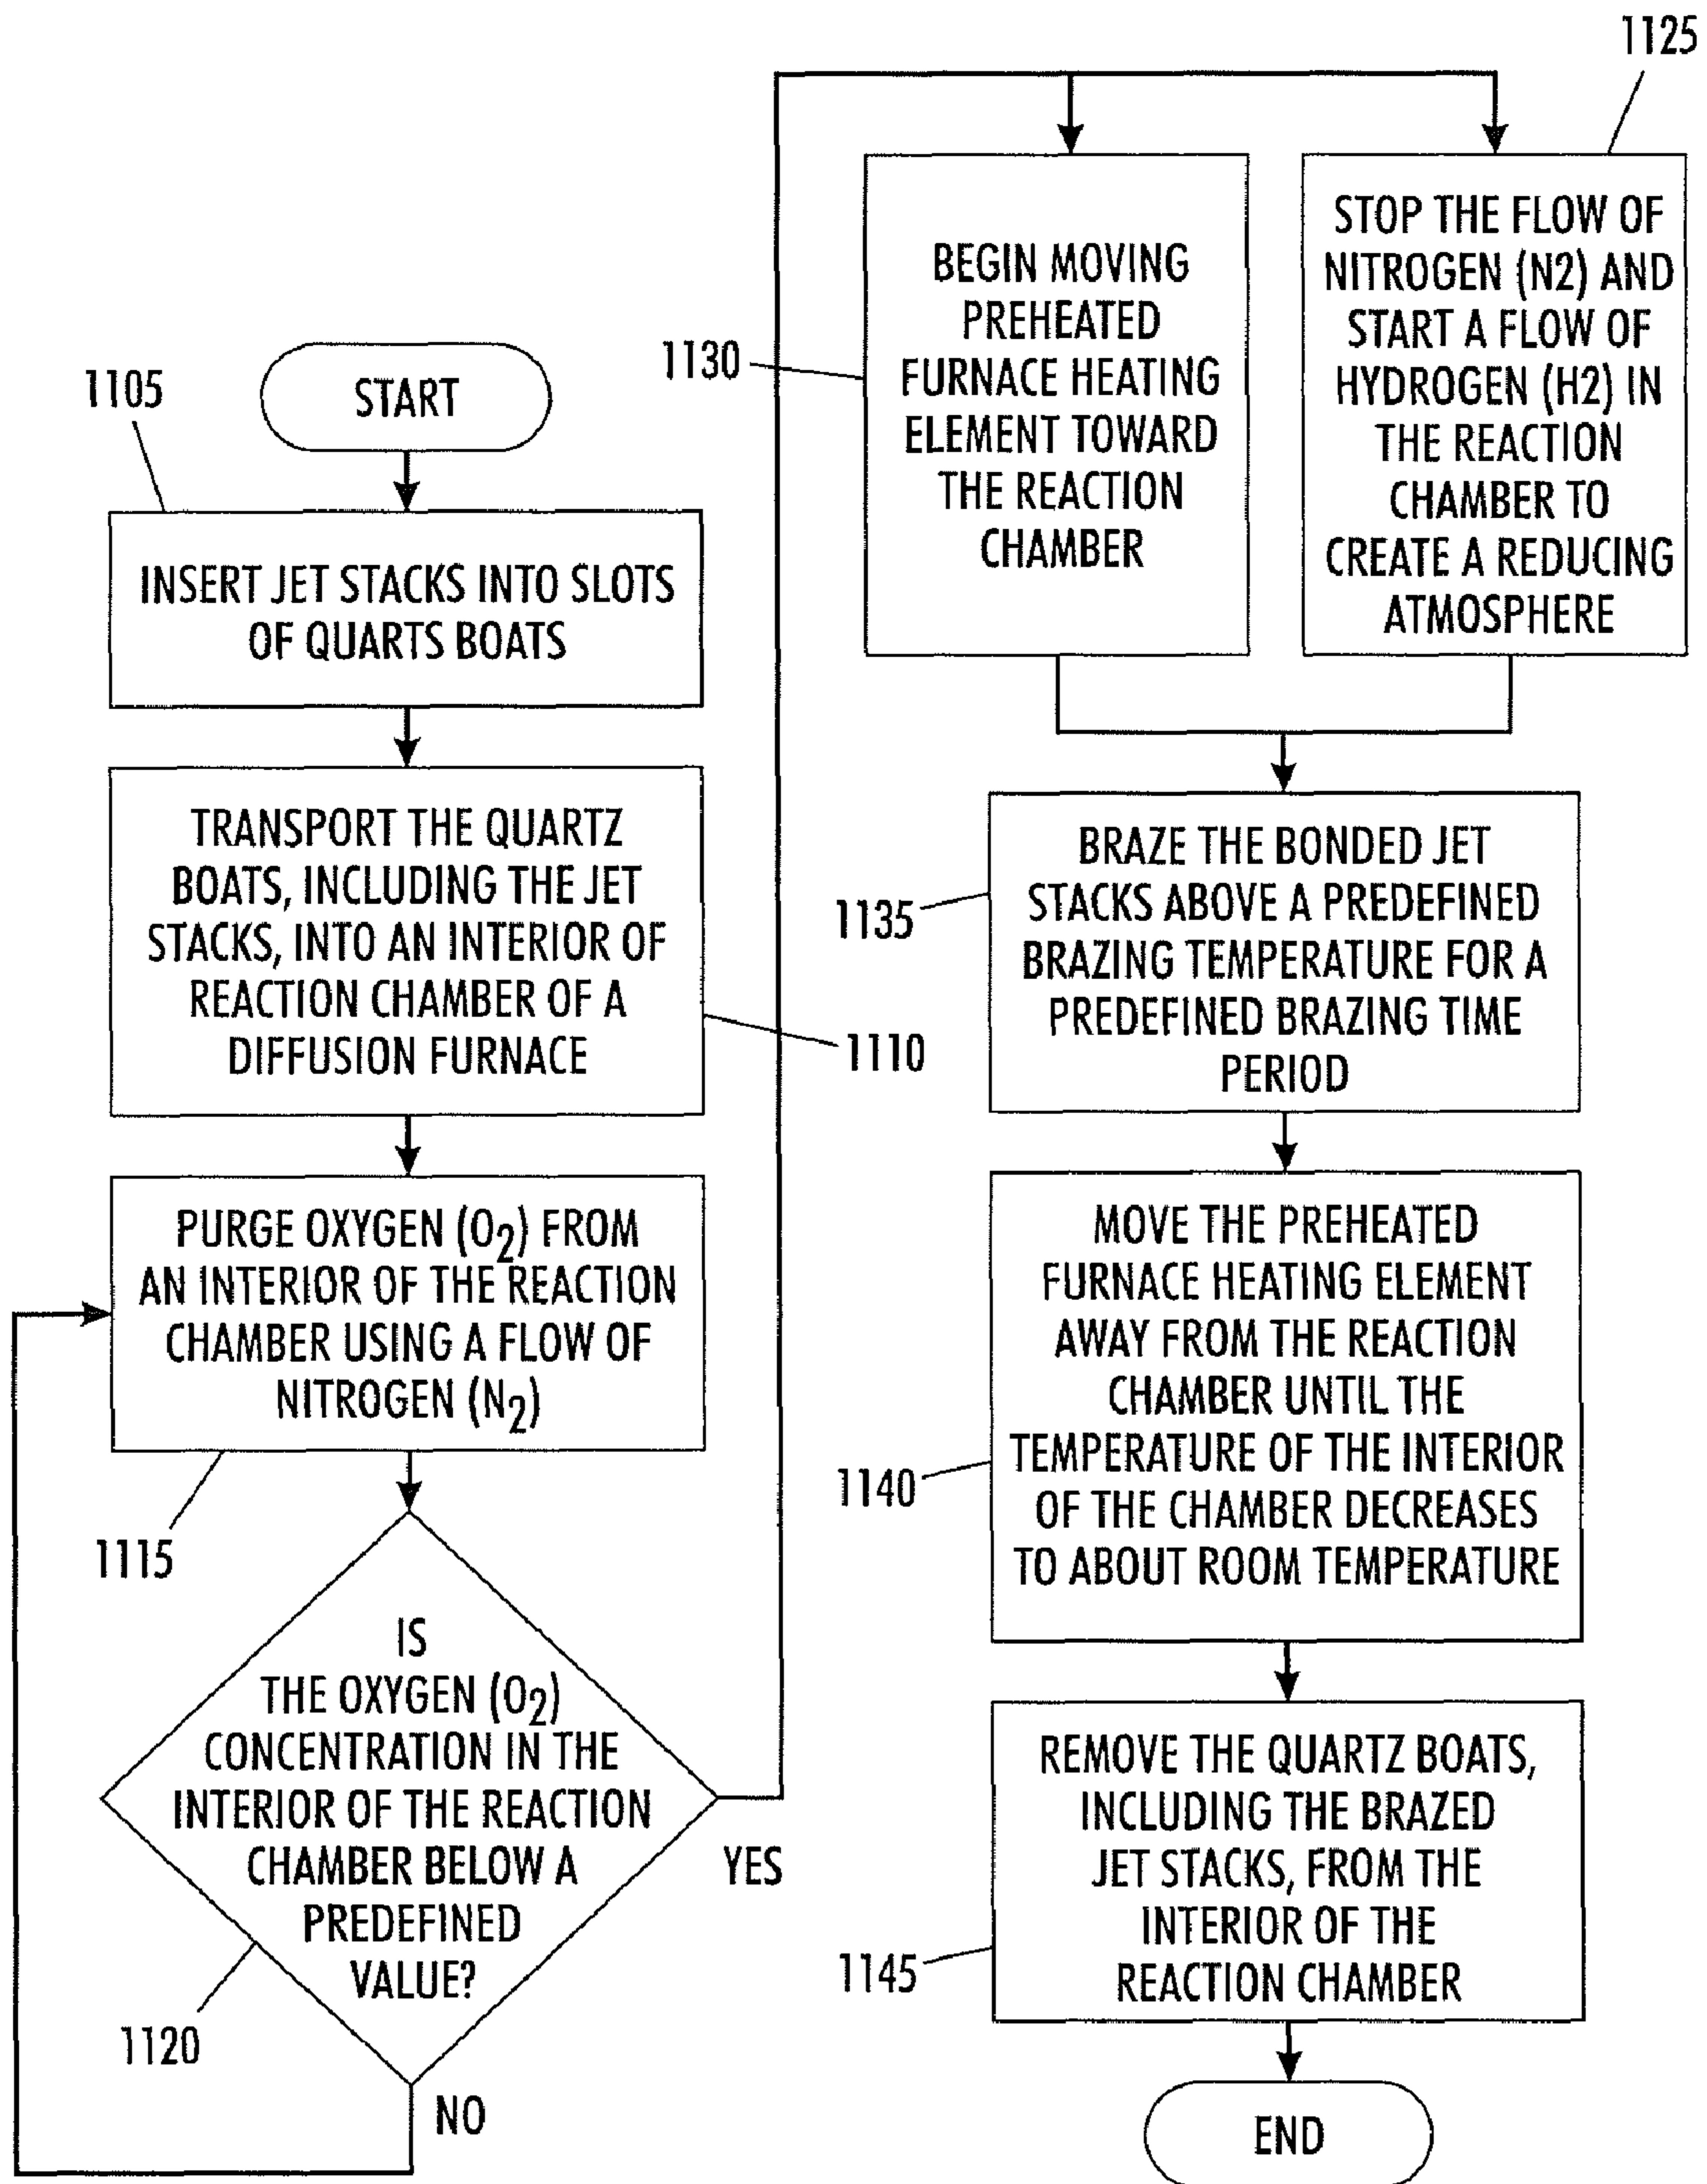 START
1105
INSERT JET STACKS INTO SLOTS
OF QUARTS BOATS
TRANSPORT THE QUARTZ
BOATS, INCLUDING THE JET
STACKS, INTO AN INTERIOR OF
REACTION CHAMBER OF A
DIFFUSION FURNACE
1110
PURGE OXYGEN (O2) FROM
AN INTERIOR OF THE REACTION
CHAMBER USING A FLOW OF
NITROGEN (N2)
1115
IS
THE OXYGEN (O2)
CONCENTRATION IN THE
INTERIOR OF THE REACTION
CHAMBER BELOW A
PREDEFINED
VALUE?
1120
YES
NO
1130
BEGIN MOVING
PREHEATED
FURNACE HEATING
ELEMENT TOWARD
THE REACTION
CHAMBER
1125
STOP THE FLOW OF
NITROGEN (N2) AND
START A FLOW OF
HYDROGEN (H2) IN
THE REACTION
CHAMBER TO
CREATE A REDUCING
ATMOSPHERE
1135
BRAZE THE BONDED JET
STACKS ABOVE A PREDEFINED
BRAZING TEMPERATURE FOR A
PREDEFINED BRAZING TIME
PERIOD
1140
MOVE THE PREHEATED
FURNACE HEATING ELEMENT
AWAY FROM THE REACTION
CHAMBER UNTIL THE
TEMPERATURE OF THE INTERIOR
OF THE CHAMBER DECREASES
TO ABOUT ROOM TEMPERATURE
1145
REMOVE THE QUARTZ BOATS,
INCLUDING THE BRAZED
JET STACKS, FROM THE
INTERIOR OF THE
REACTION CHAMBER
END